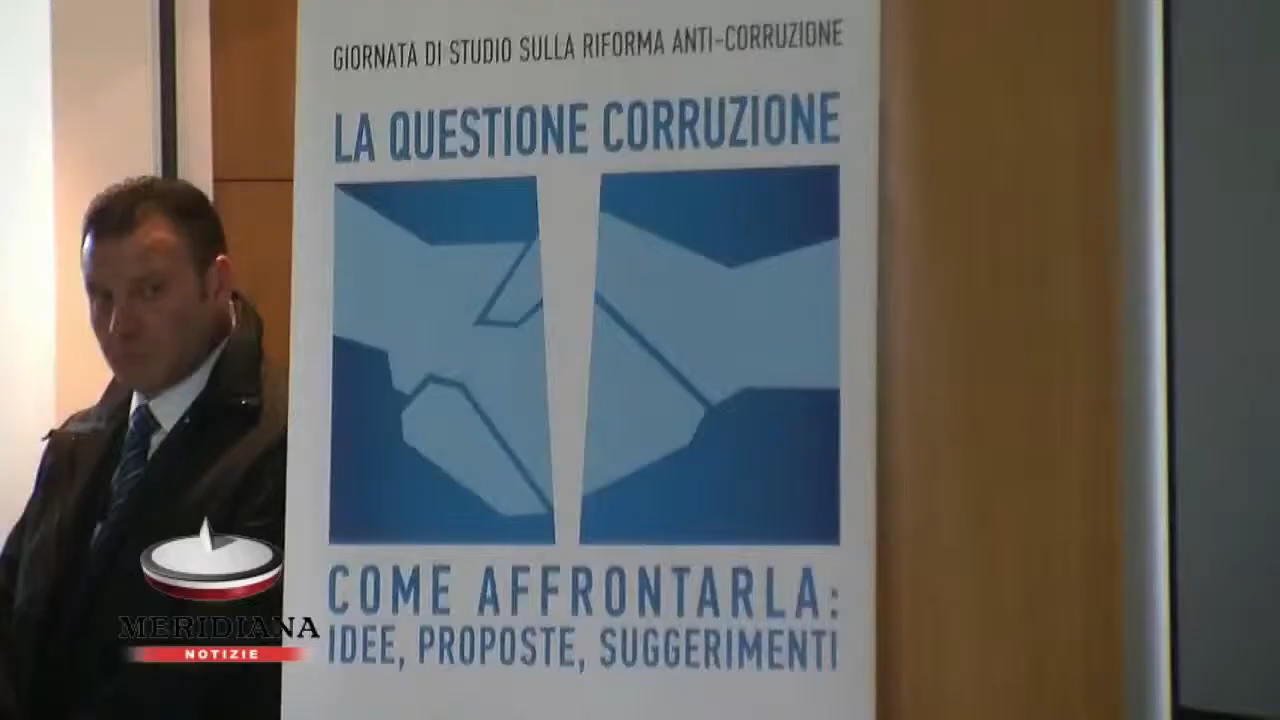 GIORNATA DI STUDIO SULLA RIFORMA ANTI-CORRUZIONE
LA QUESTIONE CORRUZIONE
COME AFFRONTARLA:
IDEE, PROPOSTE, SUGGERIMENTI
MERIDIANA
NOTIZIE